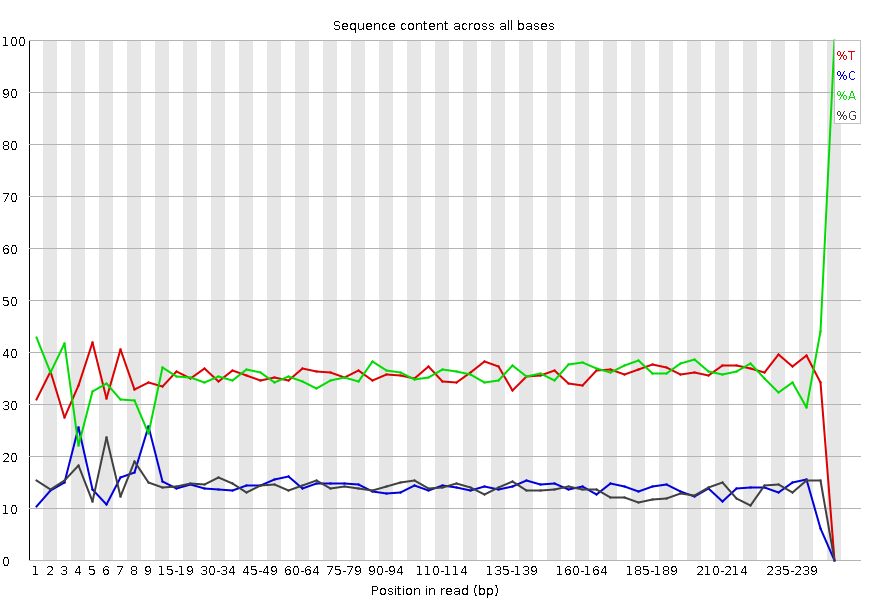 Sequence content across all bases
100
90
80
70
60
50
40
30
20
10
0
%T
%C
%A
%G
1 2 3 4 5 6 7 8 9 15-19 30-34 45-49 60-64 75-79 90-94 110-114 135-139 160-164 185-189 210-214 235-239
Position in read (bp)